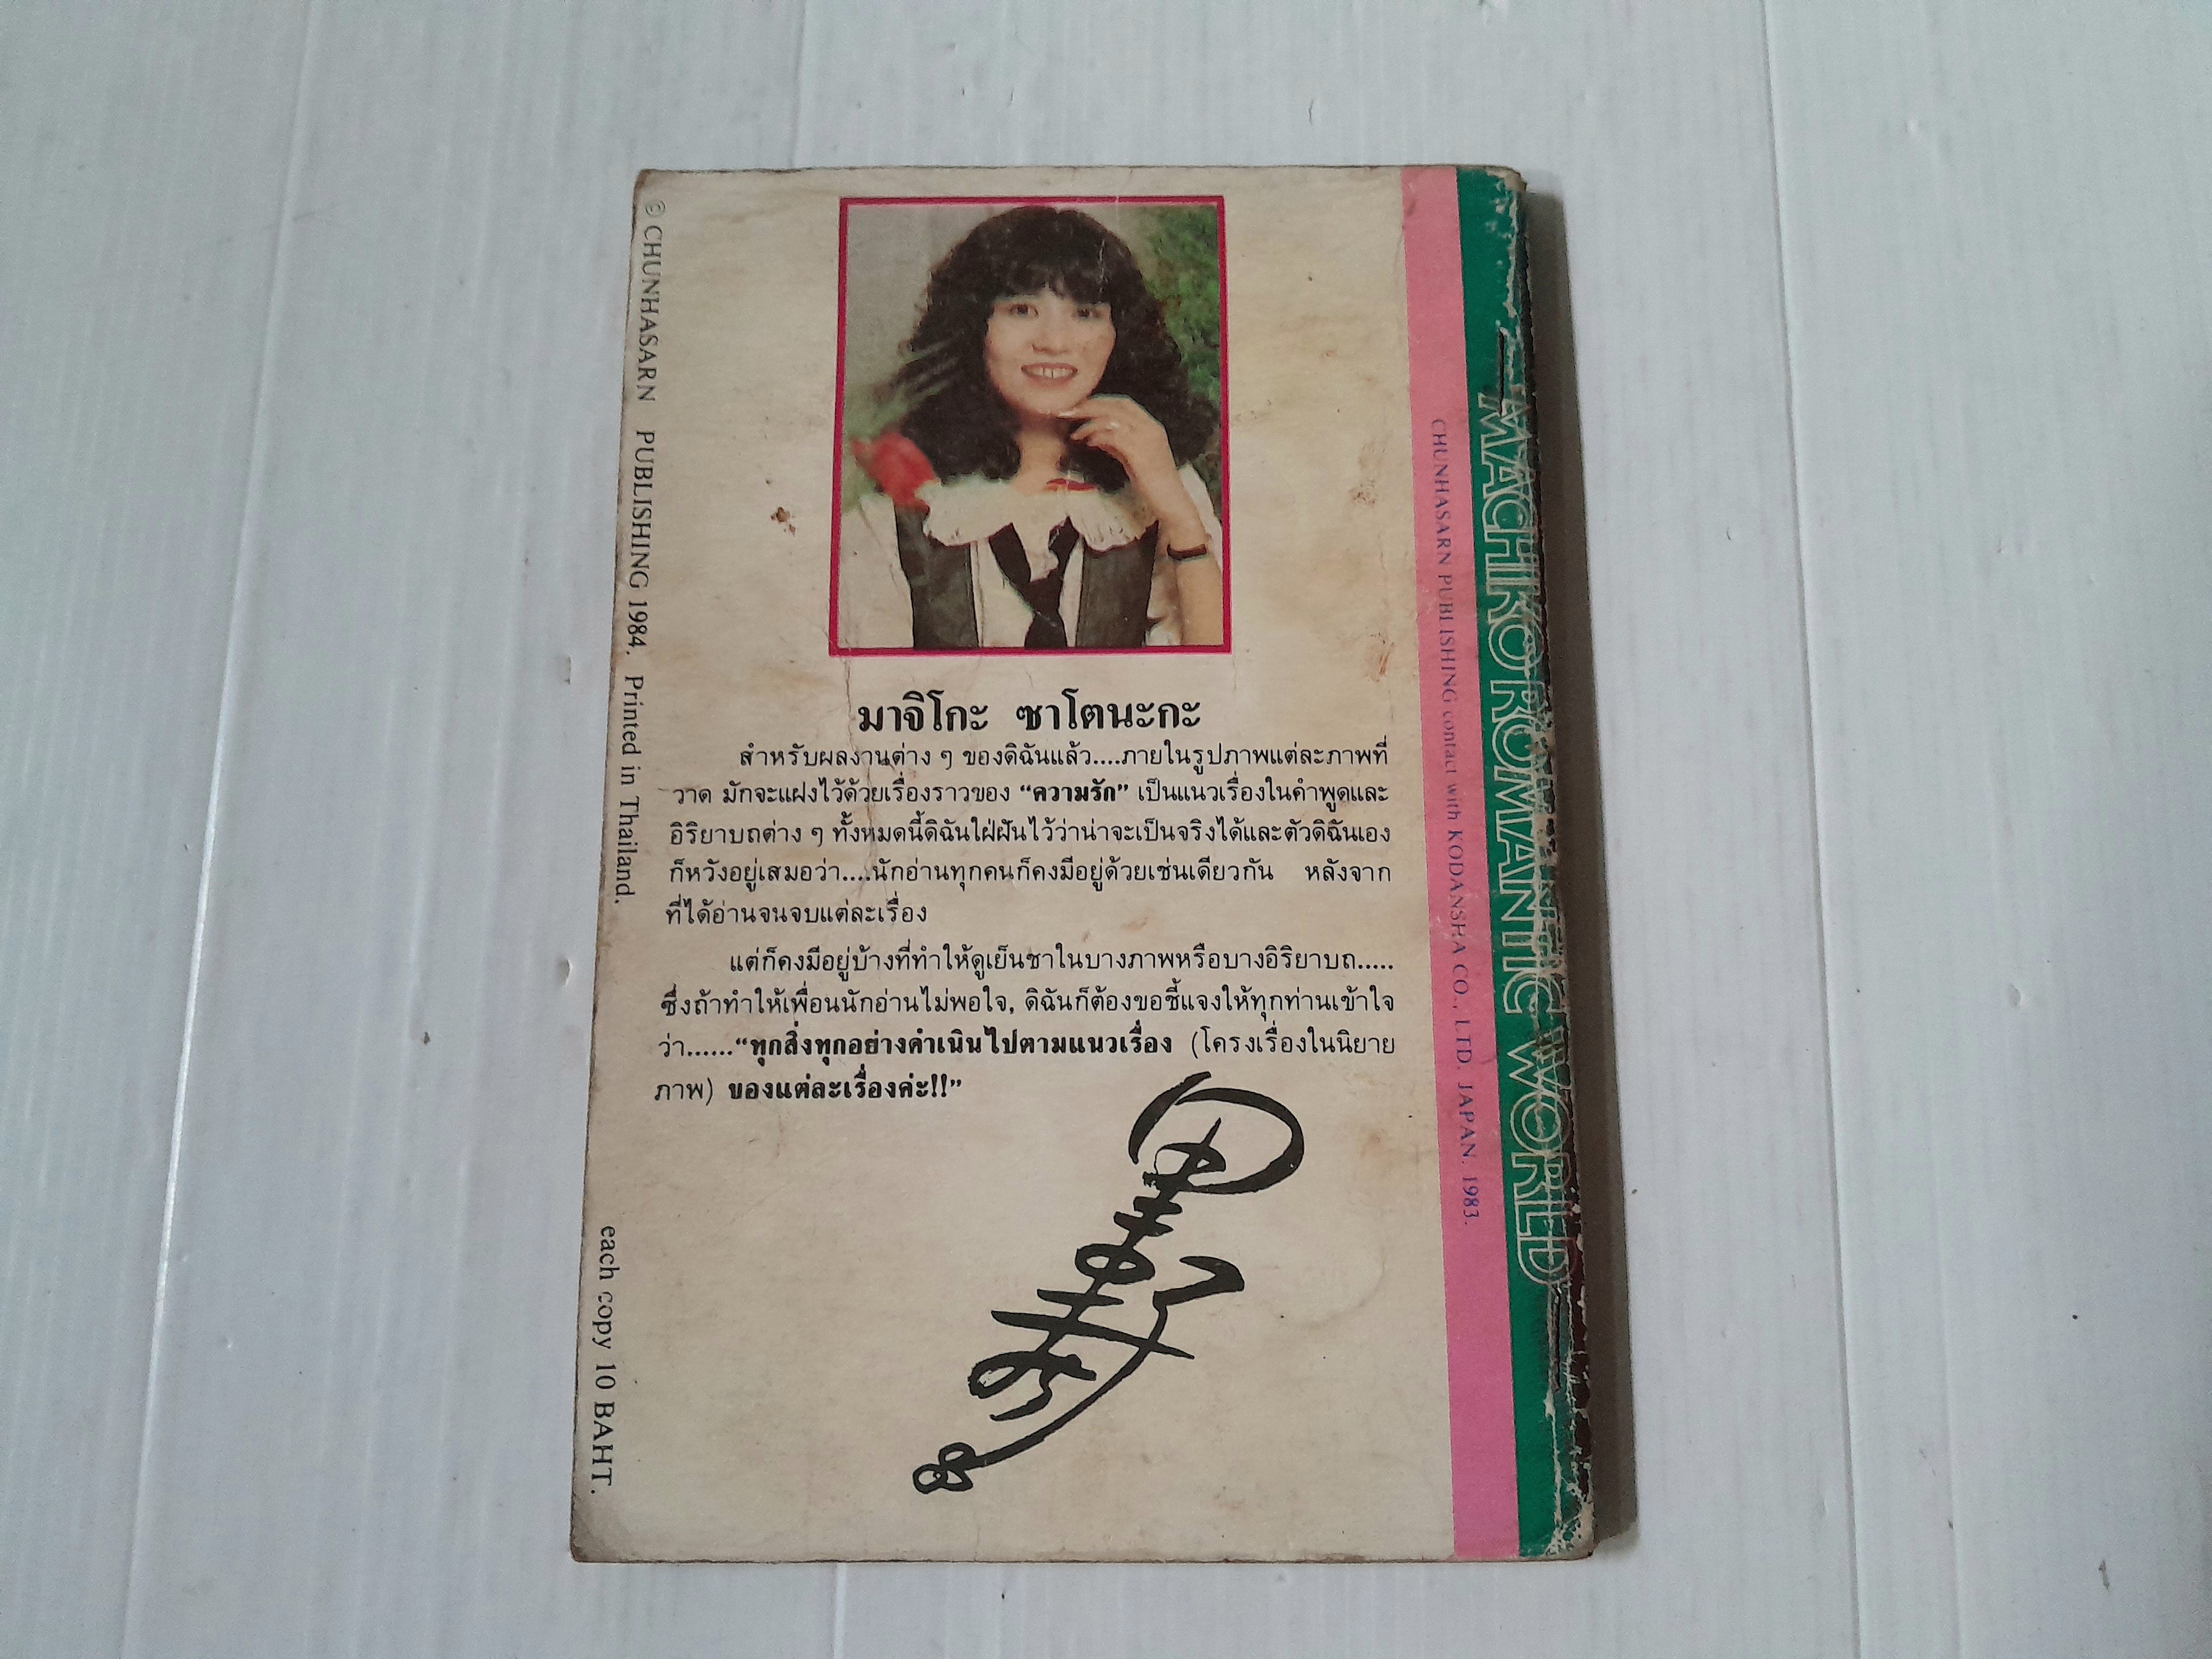 มาจิโกะ ซาโตนะกะ
สำหรับผลงานต่าง ๆ ของดิฉันแล้ว....ภายในรูปภาพแต่ละภาพที่
วาด มักจะแฝงไว้ด้วยเรื่องราวของ “ความรัก” เป็นแนวเรื่องในคำพูดและ
อิริยาบถต่าง ๆ ทั้งหมดนี้ดิฉันใฝ่ฝันไว้ว่าน่าจะเป็นจริงได้และตัวดิฉันเอง
ก็หวังอยู่เสมอว่า....นักอ่านทุกคนก็คงมีอยู่ด้วยเช่นเดียวกัน หลังจาก
ที่ได้อ่านจนจบแต่ละเรื่อง
แต่ก็คงมีอยู่บ้างที่ทำให้ดูเย็นชาในบางภาพหรือบางอิริยาบถ.....
ซึ่งถ้าทำให้เพื่อนนักอ่านไม่พอใจ, ดิฉันก็ต้องขอชี้แจงให้ทุกท่านเข้าใจ
ว่า......“ทุกสิ่งทุกอย่างดำเนินไปตามแนวเรื่อง (โครงเรื่องในนิยาย
ภาพ) ของแต่ละเรื่องค่ะ!!”
© CHUNHASARN PUBLISHING 1984. Printed in Thailand.
each copy 10 BAHT.
CHUNHASARN PUBLISHING contact with KODANSHA CO., LTD. JAPAN. 1983.
MACHIKO ROMANTIC WORLD